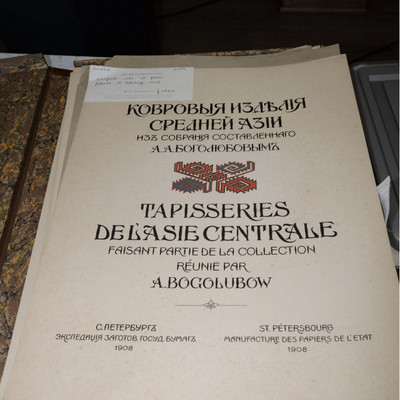 КОВРОВЫЯ ИЗДѢЛІЯ
СРЕДНЕЙ АЗІИ
ИЗЪ СОБРАНІЯ СОСТАВЛЕННАГО
А.А.БОГОЛЮБОВЫМЪ
TAPISSERIES
DE L'ASIE CENTRALE
FAISANT PARTIE DE LA COLLECTION
RÉUNIE PAR
A.BOGOLUBOW
С.ПЕТЕРБУРГЪ
ЭКСПЕДИЦІЯ ЗАГОТОВ. ГОСУД. БУМАГЪ
1908
ST. PÉTERSBOURG
MANUFACTURE DES PAPIERS DE L'ÉTAT
1908